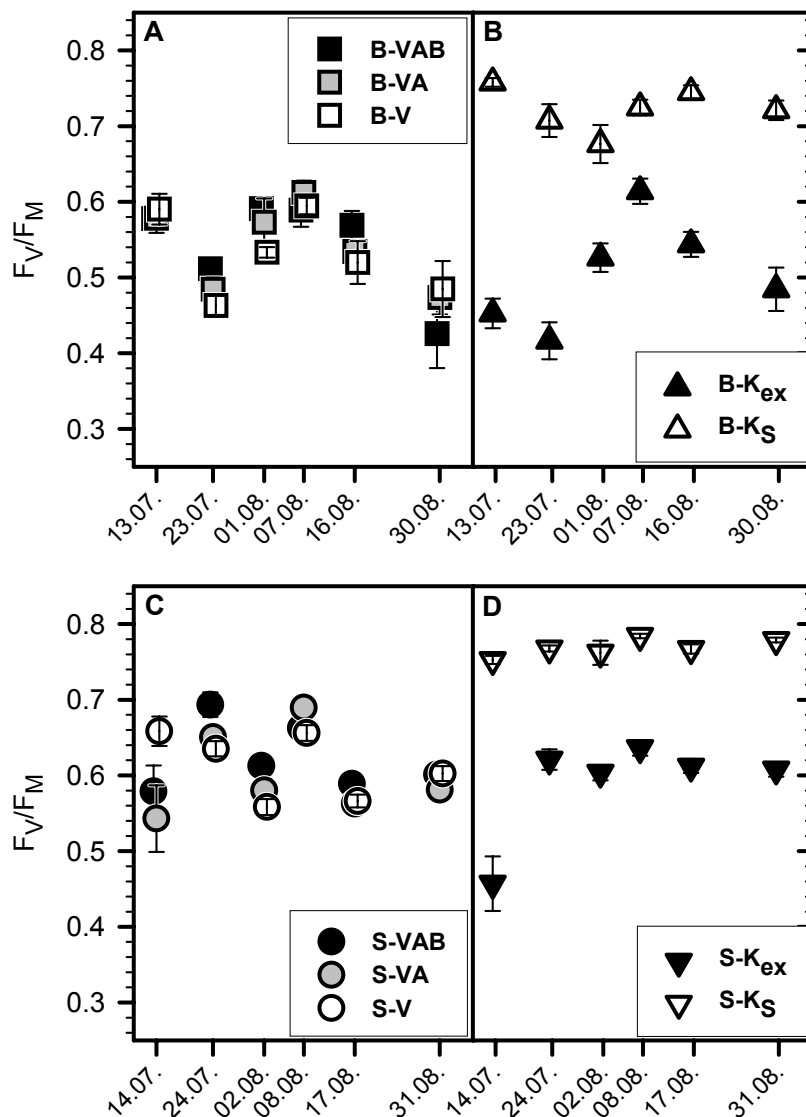 A
B-VAB
B-VA
B-V
B
B-Kex
B-KS
FV/FM
0.8
0.7
0.6
0.5
0.4
0.3
13.07.
23.07.
01.08.
07.08.
16.08.
30.08.
13.07.
23.07.
01.08.
07.08.
16.08.
30.08.
C
S-VAB
S-VA
S-V
D
S-Kex
S-KS
FV/FM
0.8
0.7
0.6
0.5
0.4
0.3
14.07.
24.07.
02.08.
08.08.
17.08.
31.08.
14.07.
24.07.
02.08.
08.08.
17.08.
31.08.